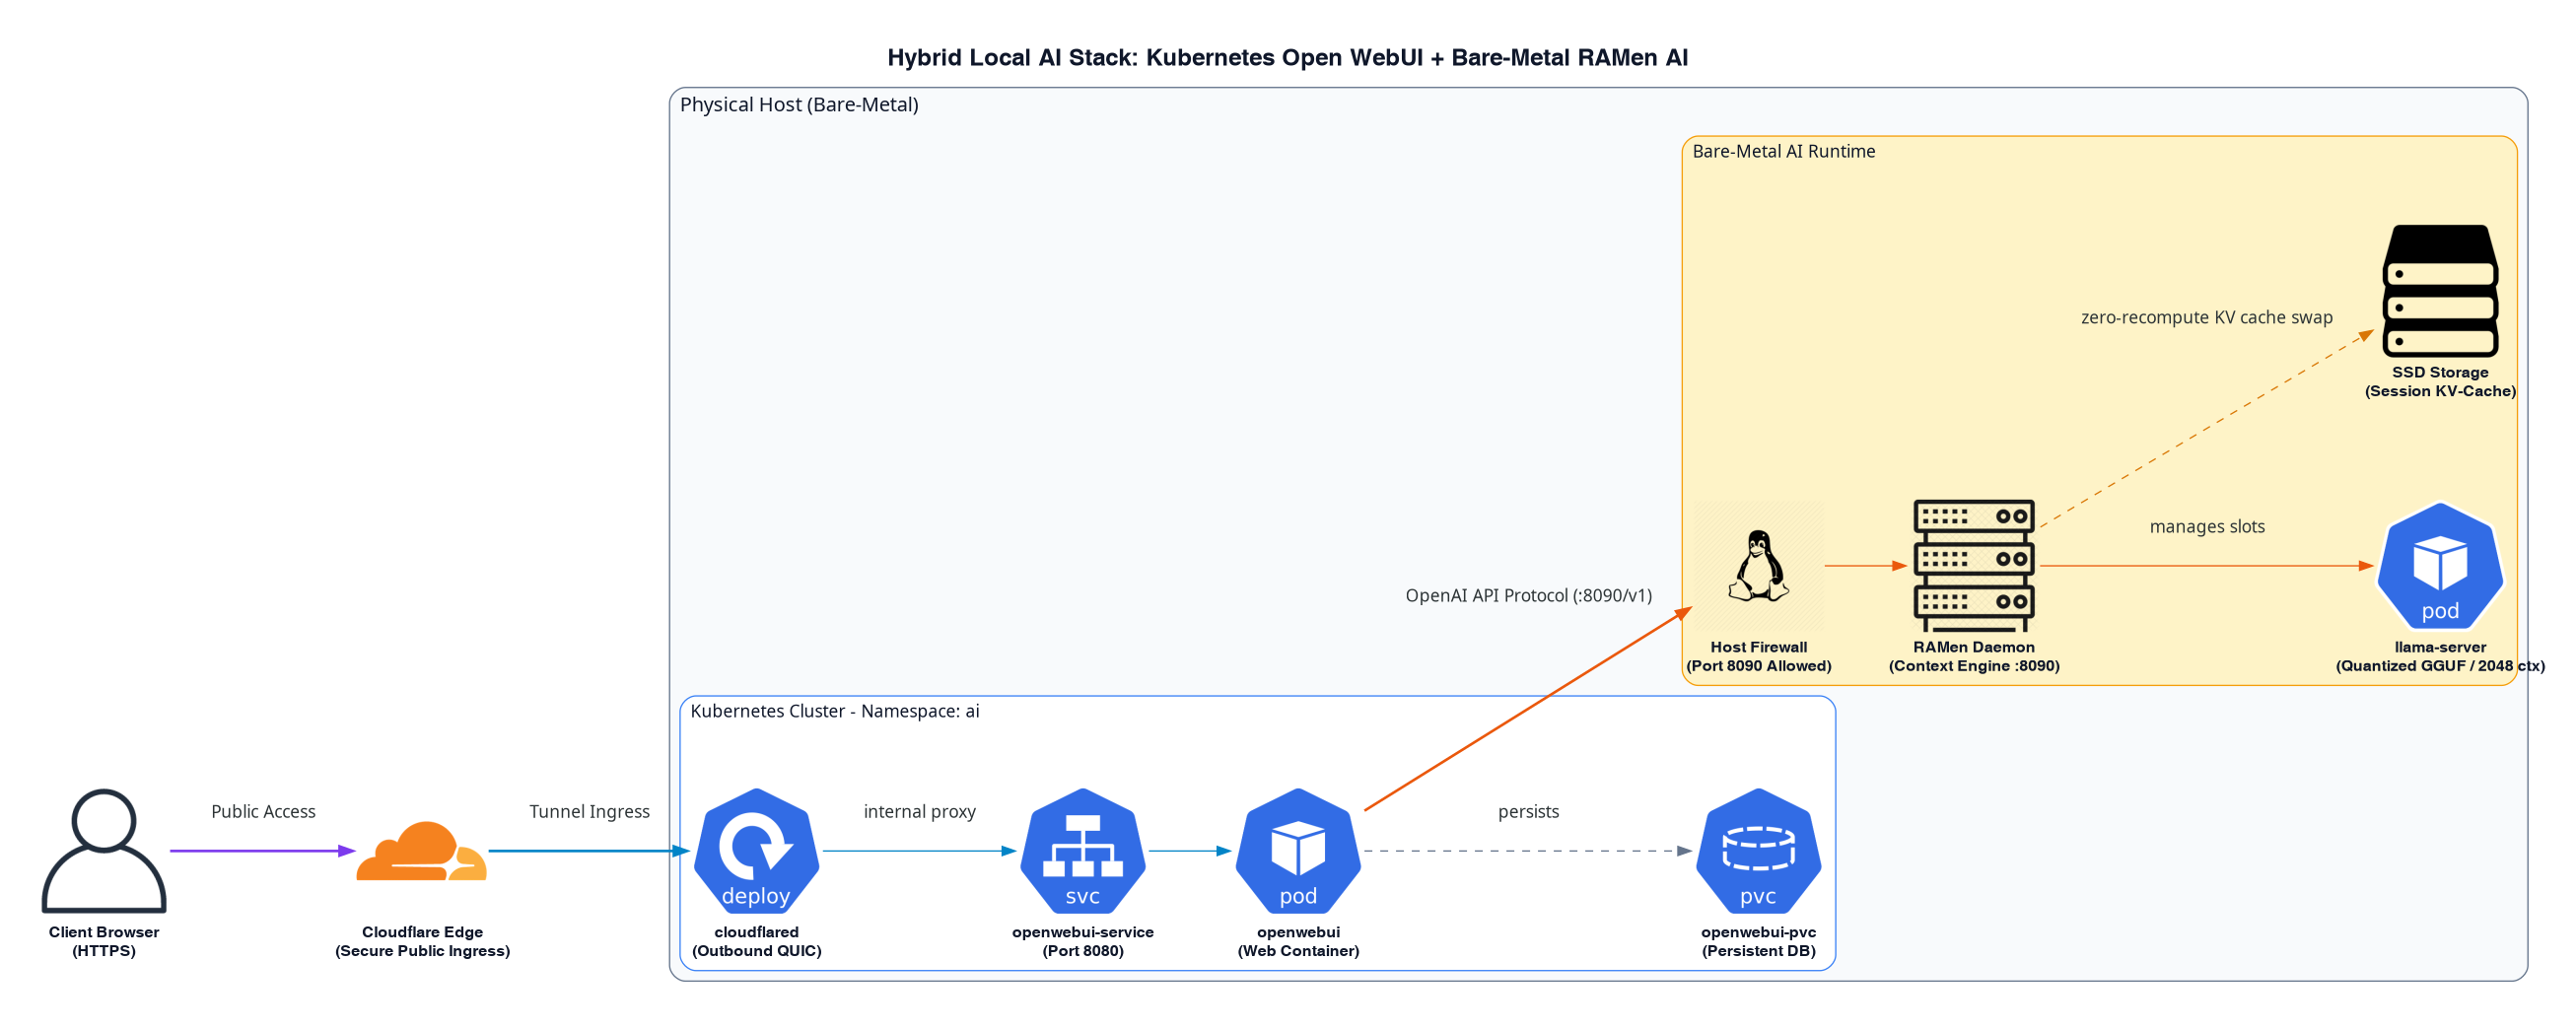 Hybrid Local AI Stack: Kubernetes Open WebUI + Bare-Metal RAMen AI
Physical Host (Bare-Metal)
Bare-Metal AI Runtime
zero-recompute KV cache swap
SSD Storage
(Session KV-Cache)
manages slots
pod
OpenAI API Protocol (:8090/v1)
Host Firewall
(Port 8090 Allowed)
RAMen Daemon
(Context Engine :8090)
llama-server
(Quantized GGUF / 2048 ctx)
Kubernetes Cluster - Namespace: ai
Public Access
Tunnel Ingress
internal proxy
persists
deploy
svc
pod
pvc
Client Browser
(HTTPS)
Cloudflare Edge
(Secure Public Ingress)
cloudflared
(Outbound QUIC)
openwebui-service
(Port 8080)
openwebui
(Web Container)
openwebui-pvc
(Persistent DB)